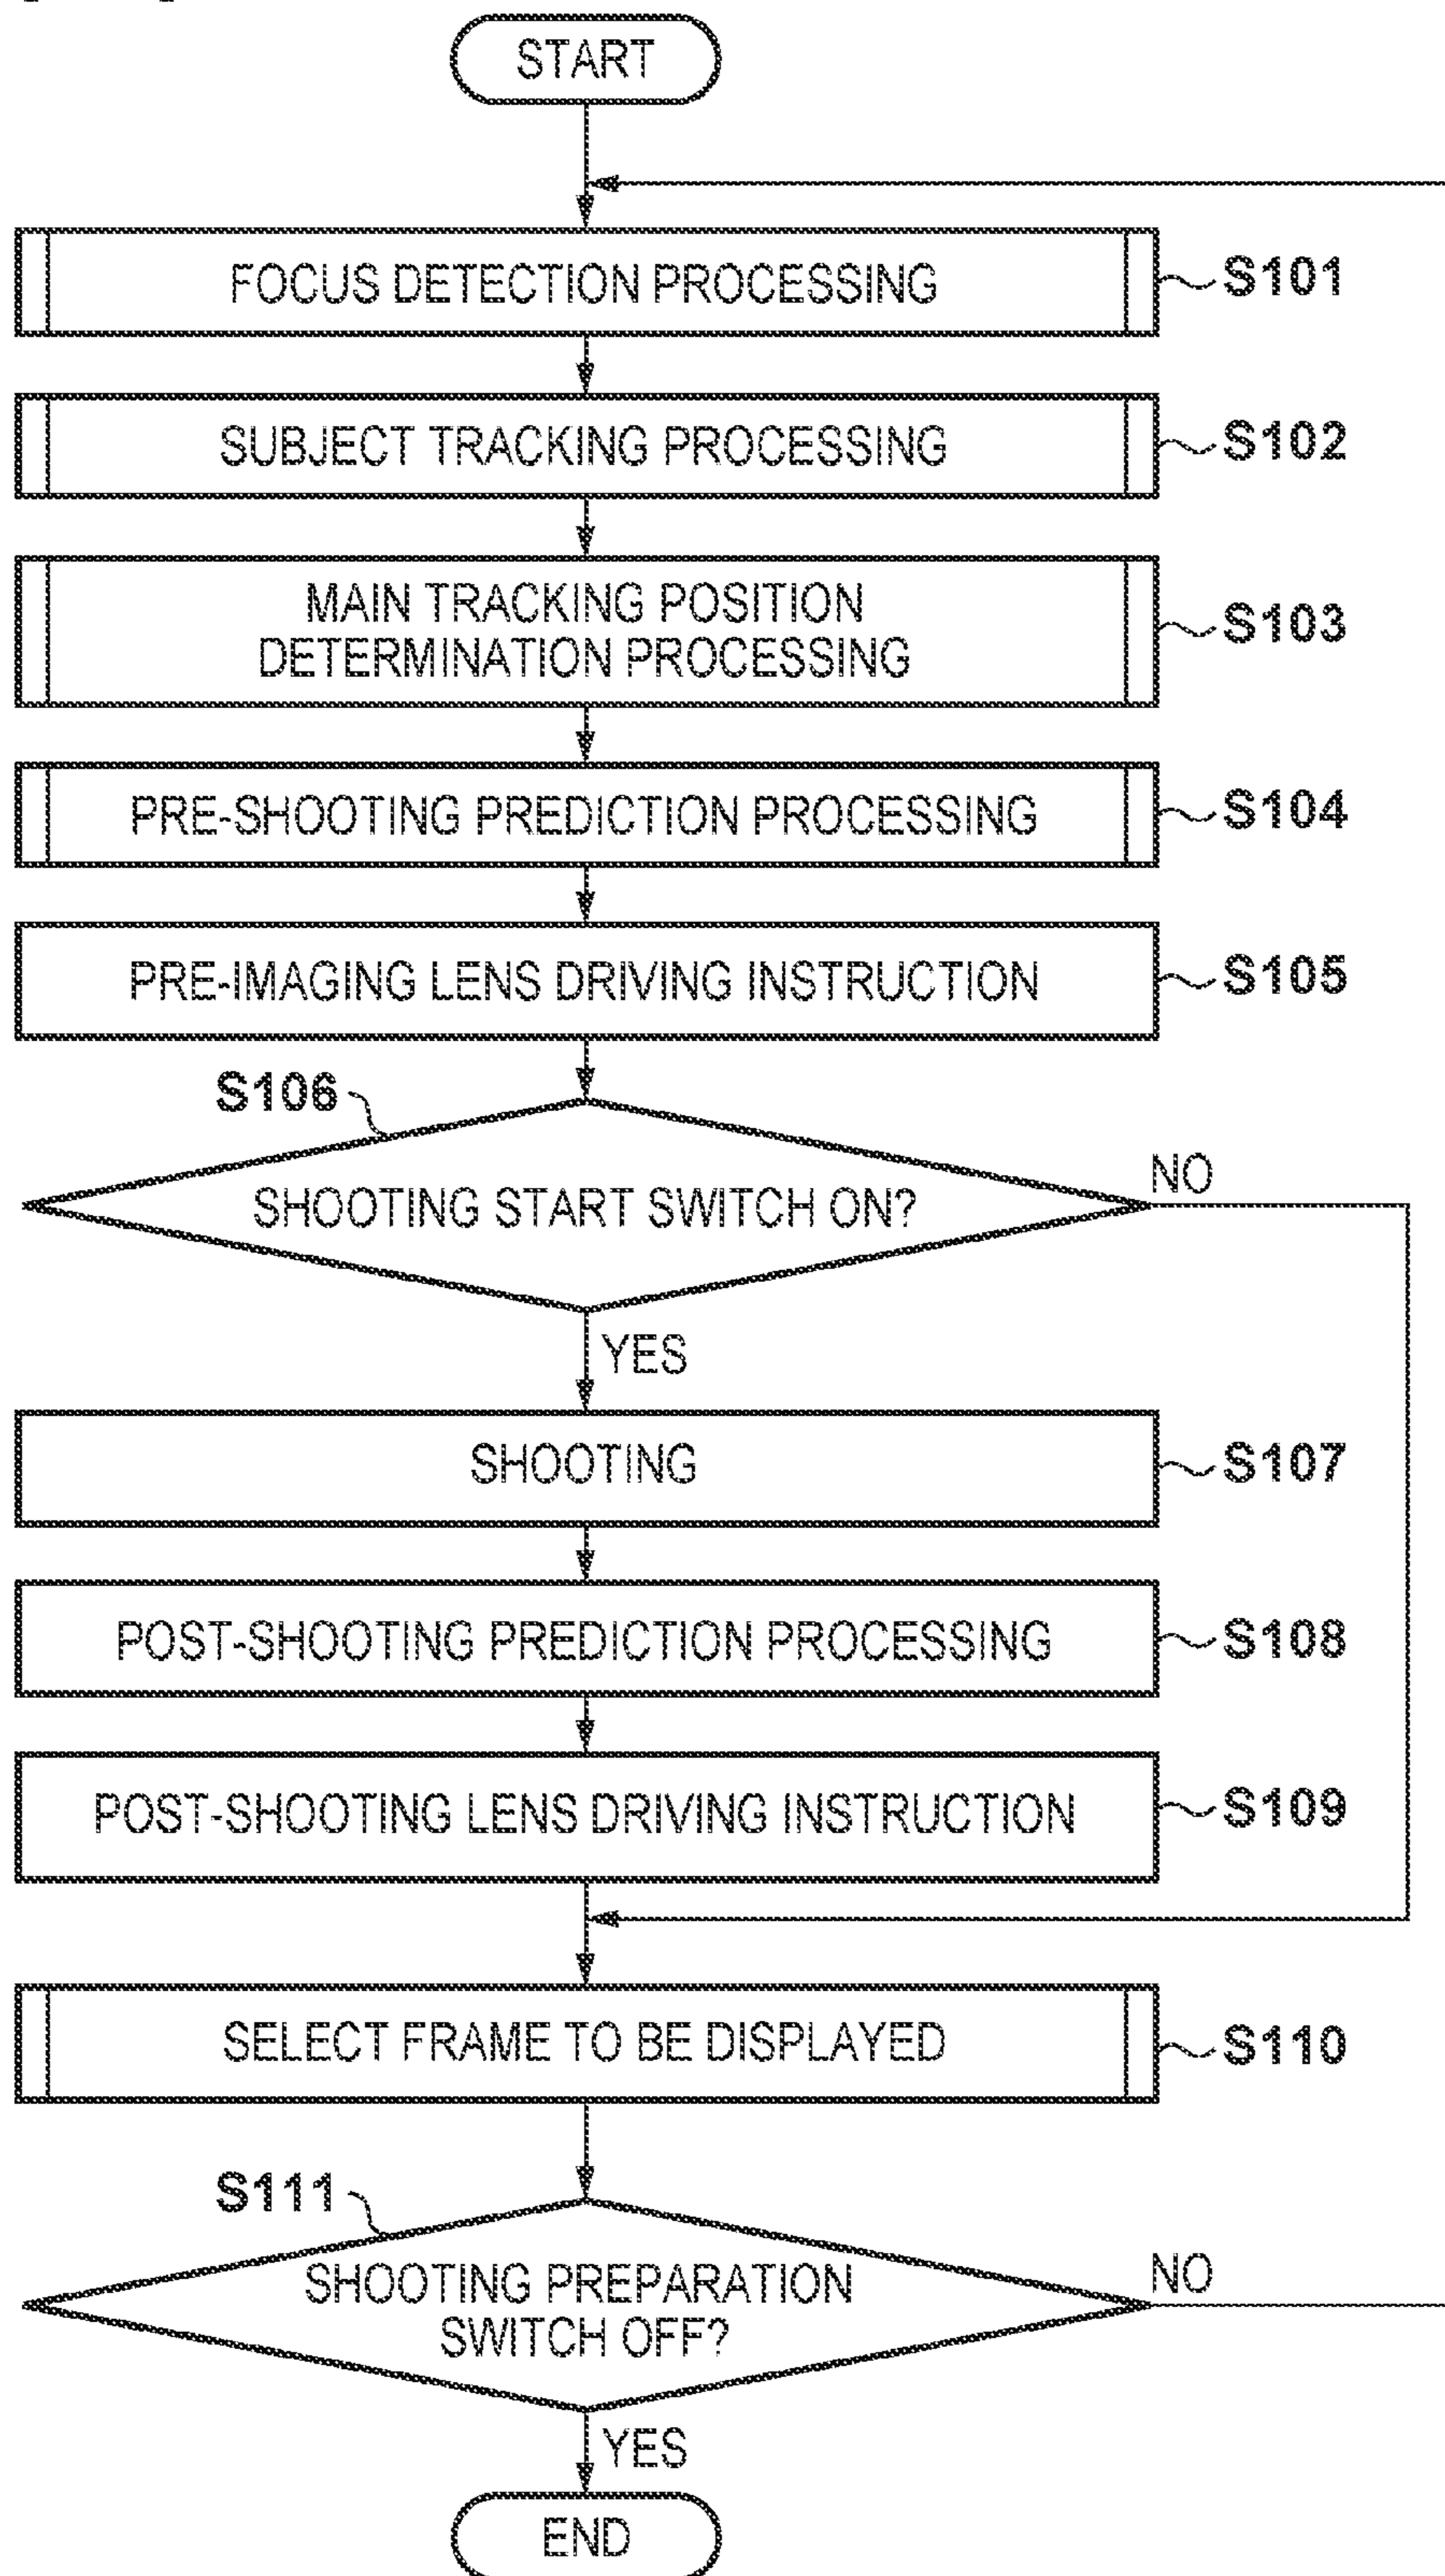 START
FOCUS DETECTION PROCESSING
S101
SUBJECT TRACKING PROCESSING
S102
MAIN TRACKING POSITION
DETERMINATION PROCESSING
S103
PRE-SHOOTING PREDICTION PROCESSING
S104
PRE-IMAGING LENS DRIVING INSTRUCTION
S105
S106
SHOOTING START SWITCH ON?
NO
YES
SHOOTING
S107
POST-SHOOTING PREDICTION PROCESSING
S108
POST-SHOOTING LENS DRIVING INSTRUCTION
S109
SELECT FRAME TO BE DISPLAYED
S110
S111
SHOOTING PREPARATION
SWITCH OFF?
NO
YES
END